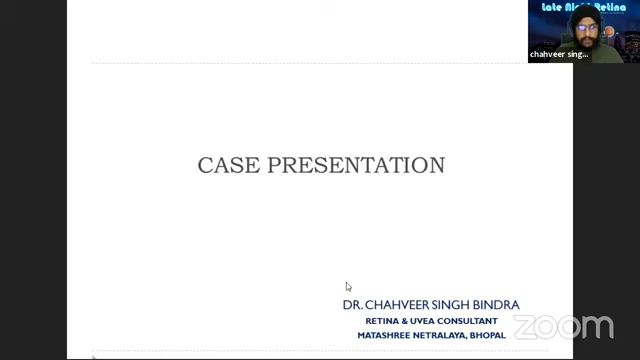 Late Night Retina
chahveer sing...
CASE PRESENTATION
DR. CHAHVEER SINGH BINDRA
RETINA & UVEA CONSULTANT
MATASHREE NETRALAYA, BHOPAL
zoom